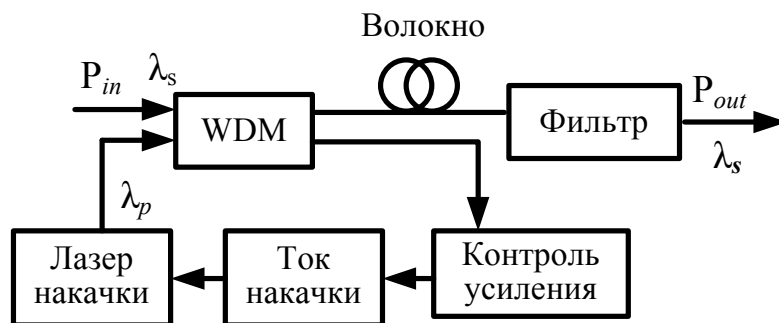 Волокно
P_in
λ_s
WDM
Фильтр
P_out
λ_s
λ_p
Лазер
накачки
Ток
накачки
Контроль
усиления